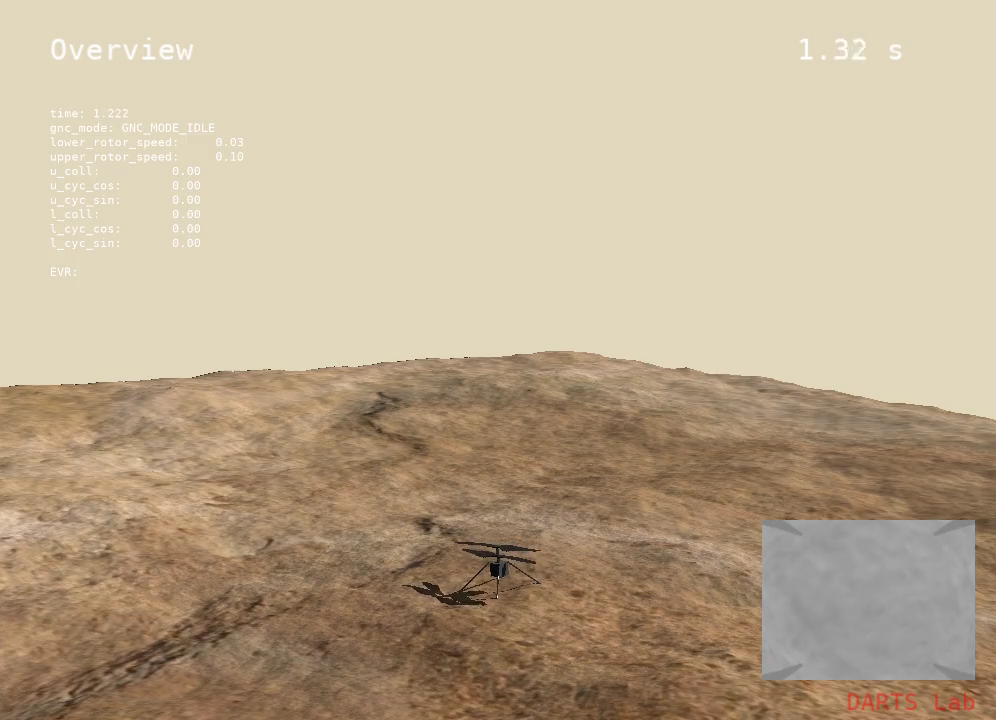 Overview
1.32 s
time: 1.222
gnc_mode: GNC_MODE_IDLE
lower_rotor_speed: 0.03
upper_rotor_speed: 0.10
u_coll: 0.00
u_cyc_cos: 0.00
u_cyc_sin: 0.00
l_coll: 0.00
l_cyc_cos: 0.00
l_cyc_sin: 0.00
EVR:
DARTS Lab